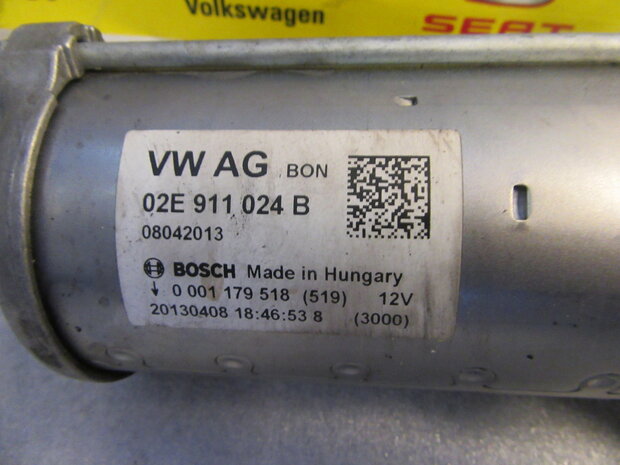 Volkswagen
SEAT
VW AG BON
02E 911 024 B
08042013
BOSCH Made in Hungary
↓ 0 001 179 518 (519) 12V
20130408 18:46:53 8 (3000)